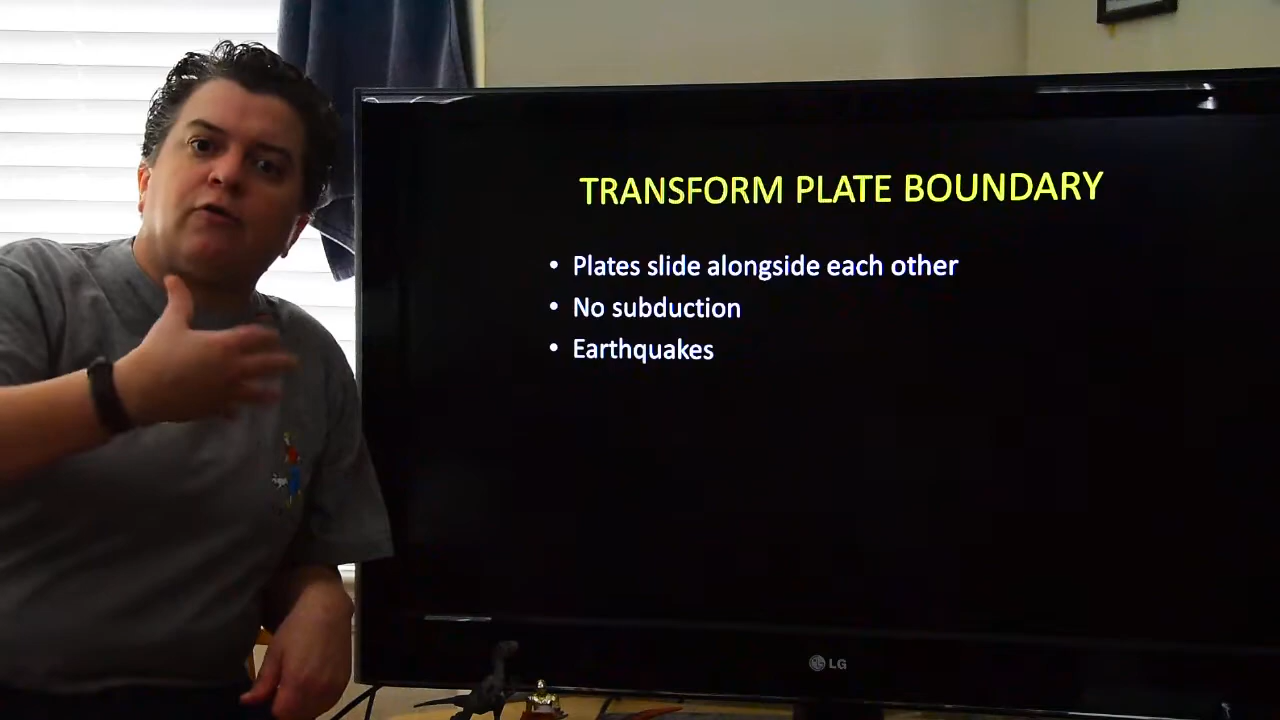 TRANSFORM PLATE BOUNDARY
• Plates slide alongside each other
• No subduction
• Earthquakes
LG